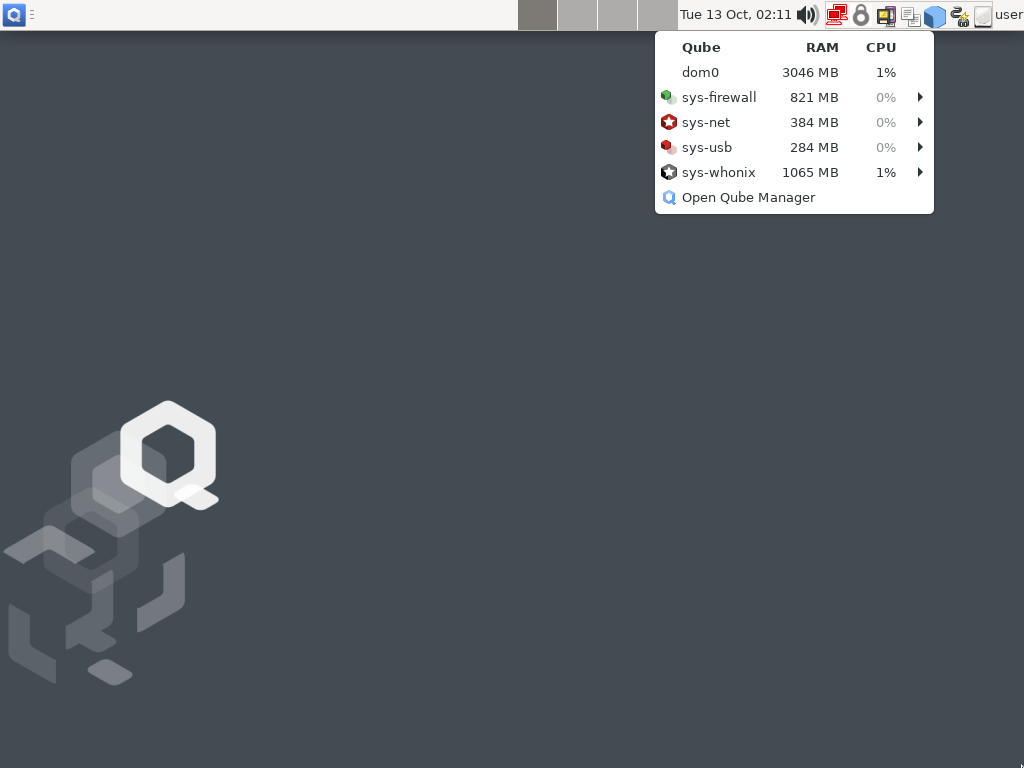 Tue 13 Oct, 02:11 user
Qube RAM CPU
dom0 3046 MB 1%
sys-firewall 821 MB 0%
sys-net 384 MB 0%
sys-usb 284 MB 0%
sys-whonix 1065 MB 1%
Open Qube Manager